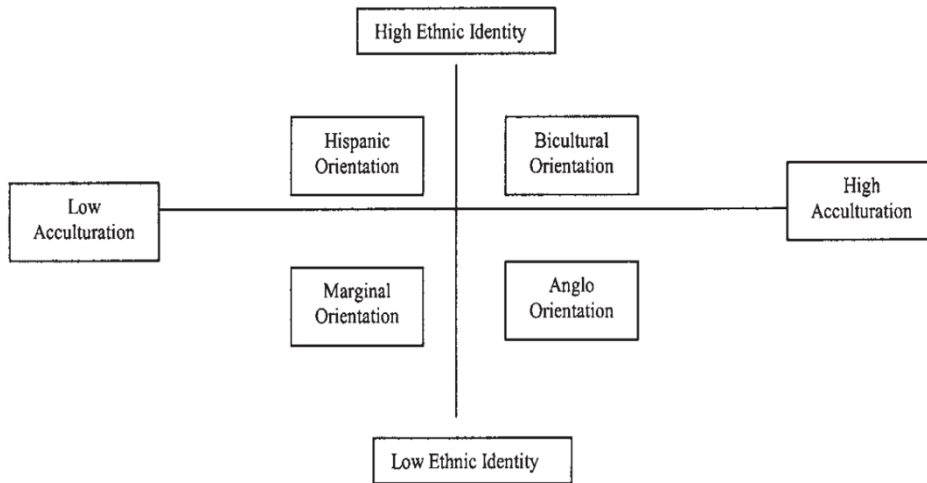 High Ethnic Identity
Hispanic
Orientation
Bicultural
Orientation
Low
Acculturation
High
Acculturation
Marginal
Orientation
Anglo
Orientation
Low Ethnic Identity